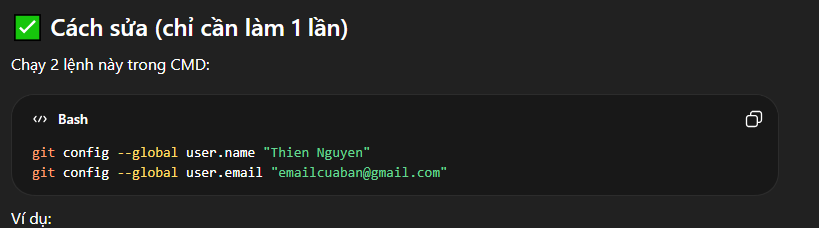 ✅ Cách sửa (chỉ cần làm 1 lần)
Chạy 2 lệnh này trong CMD:
</> Bash
git config --global user.name "Thien Nguyen"
git config --global user.email "emailcuaban@gmail.com"
Ví dụ: